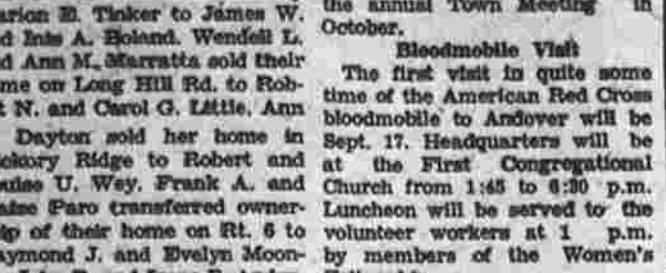 arion E. Tinker to James W.
d Inis A. Boland. Wendell L.
d Ann M. Marratta sold their
me on Long Hill Rd. to Rob-
t N. and Carol G. Little. Ann
Dayton sold her home in
ckory Ridge to Robert and
ouise U. Wey. Frank A. and
aise Paro transferred owner-
ip of their home on Rt. 6 to
aymond J. and Evelyn Moon-
the annual Town Meeting in
October.
Bloodmobile Visit
The first visit in quite some
time of the American Red Cross
bloodmobile to Andover will be
Sept. 17. Headquarters will be
at the First Congregational
Church from 1:45 to 6:30 p.m.
Luncheon will be served to the
volunteer workers at 1 p.m.
by members of the Women's